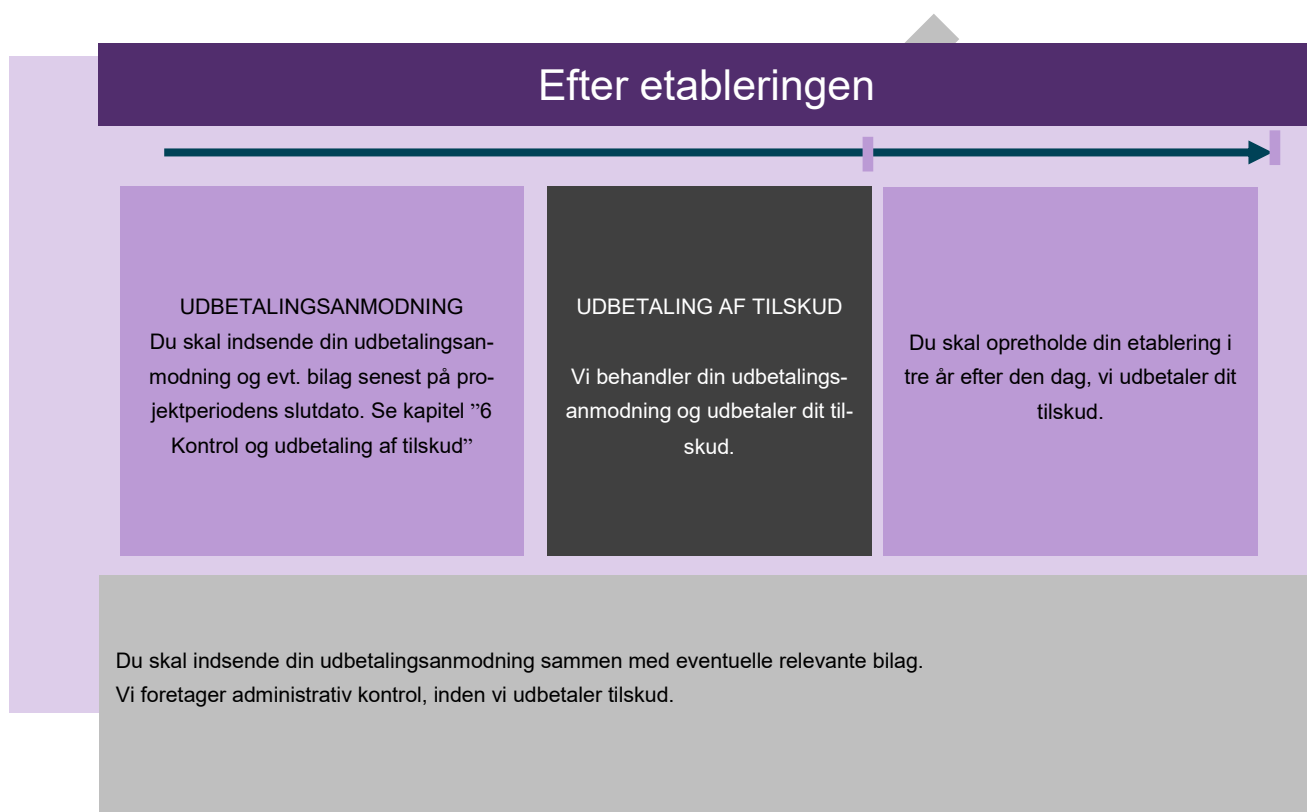 Efter etableringen
UDBETALINGSANMODNING
Du skal indsende din udbetalingsan-
modning og evt. bilag senest på pro-
jektperiodens slutdato. Se kapitel ”6
Kontrol og udbetaling af tilskud”
UDBETALING AF TILSKUD
Vi behandler din udbetalings-
anmodning og udbetaler dit til-
skud.
Du skal opretholde din etablering i
tre år efter den dag, vi udbetaler dit
tilskud.
Du skal indsende din udbetalingsanmodning sammen med eventuelle relevante bilag.
Vi foretager administrativ kontrol, inden vi udbetaler tilskud.